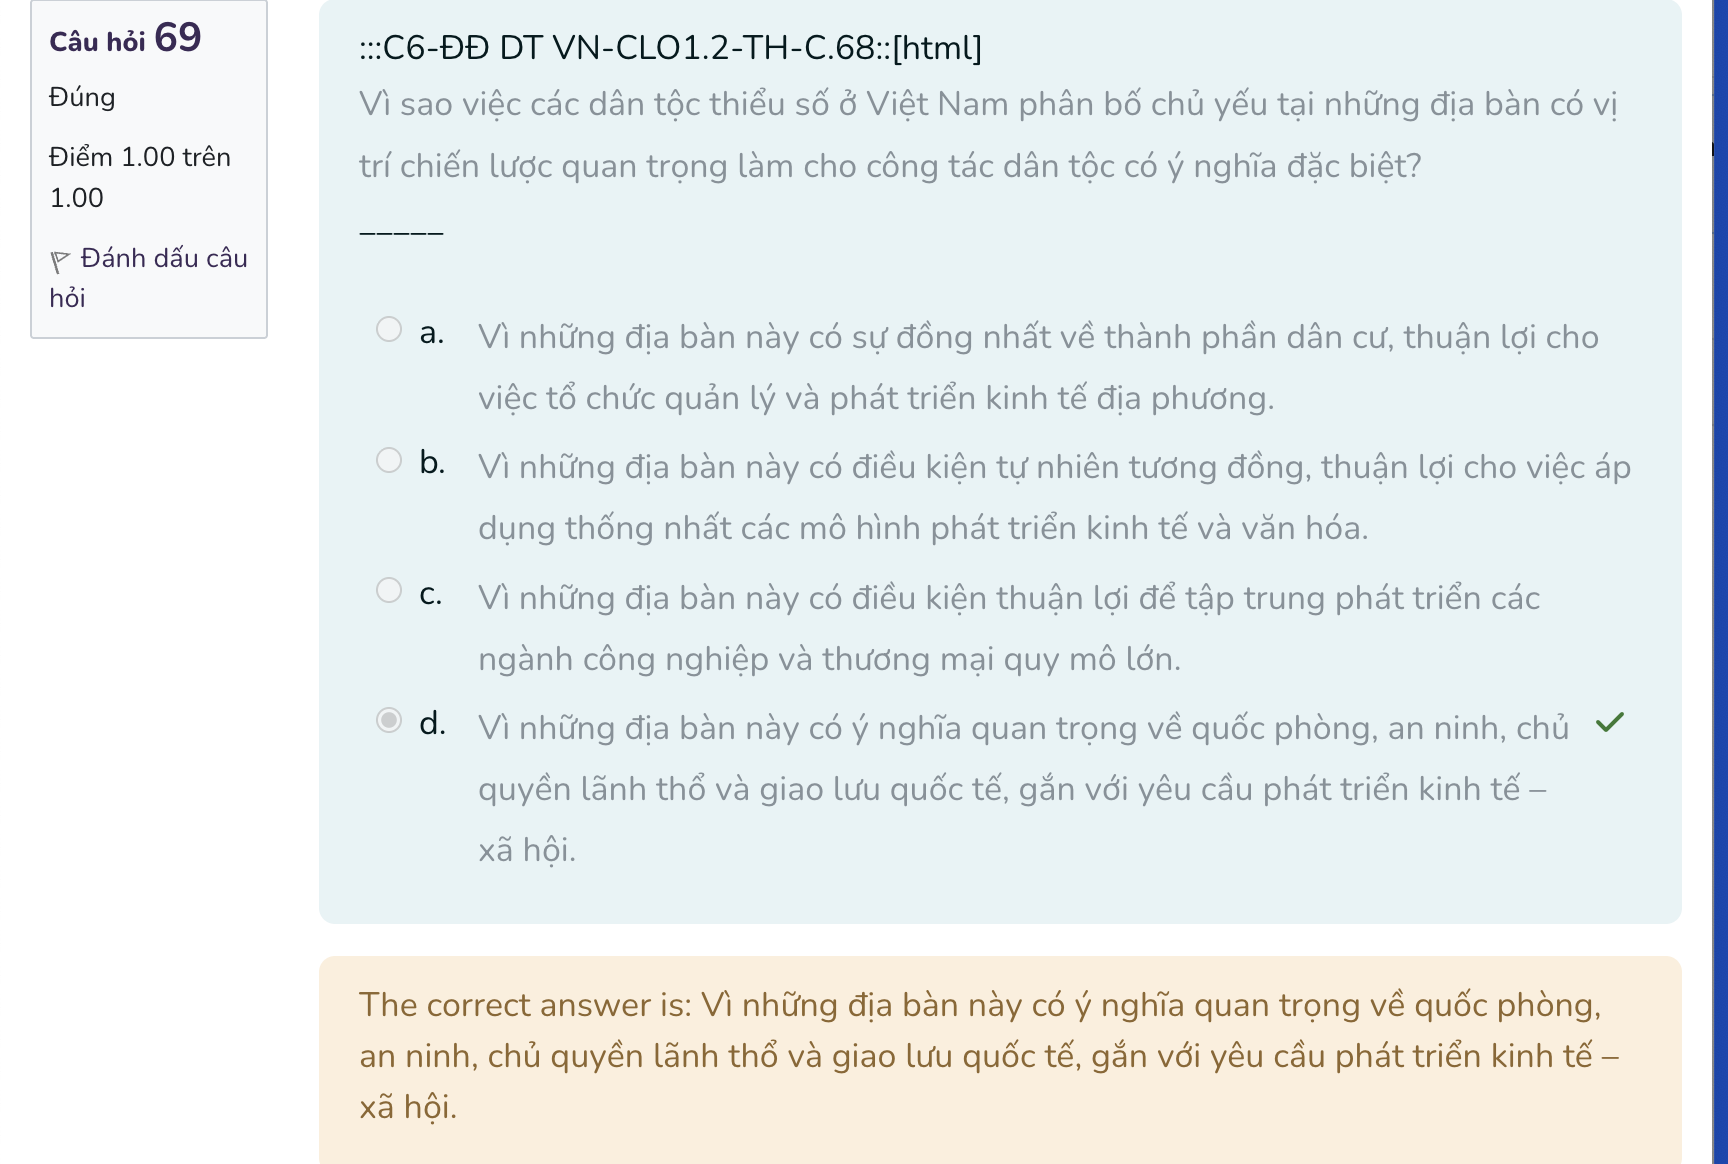 Câu hỏi 69
Đúng
Điểm 1.00 trên
1.00
Đánh dấu câu
hỏi
:::C6-ĐĐ DT VN-CLO1.2-TH-C.68::[html]
Vì sao việc các dân tộc thiểu số ở Việt Nam phân bố chủ yếu tại những địa bàn có vị
trí chiến lược quan trọng làm cho công tác dân tộc có ý nghĩa đặc biệt?
_____
a. Vì những địa bàn này có sự đồng nhất về thành phần dân cư, thuận lợi cho
việc tổ chức quản lý và phát triển kinh tế địa phương.
b. Vì những địa bàn này có điều kiện tự nhiên tương đồng, thuận lợi cho việc áp
dụng thống nhất các mô hình phát triển kinh tế và văn hóa.
c. Vì những địa bàn này có điều kiện thuận lợi để tập trung phát triển các
ngành công nghiệp và thương mại quy mô lớn.
d. Vì những địa bàn này có ý nghĩa quan trọng về quốc phòng, an ninh, chủ
quyền lãnh thổ và giao lưu quốc tế, gắn với yêu cầu phát triển kinh tế –
xã hội.
The correct answer is: Vì những địa bàn này có ý nghĩa quan trọng về quốc phòng,
an ninh, chủ quyền lãnh thổ và giao lưu quốc tế, gắn với yêu cầu phát triển kinh tế –
xã hội.